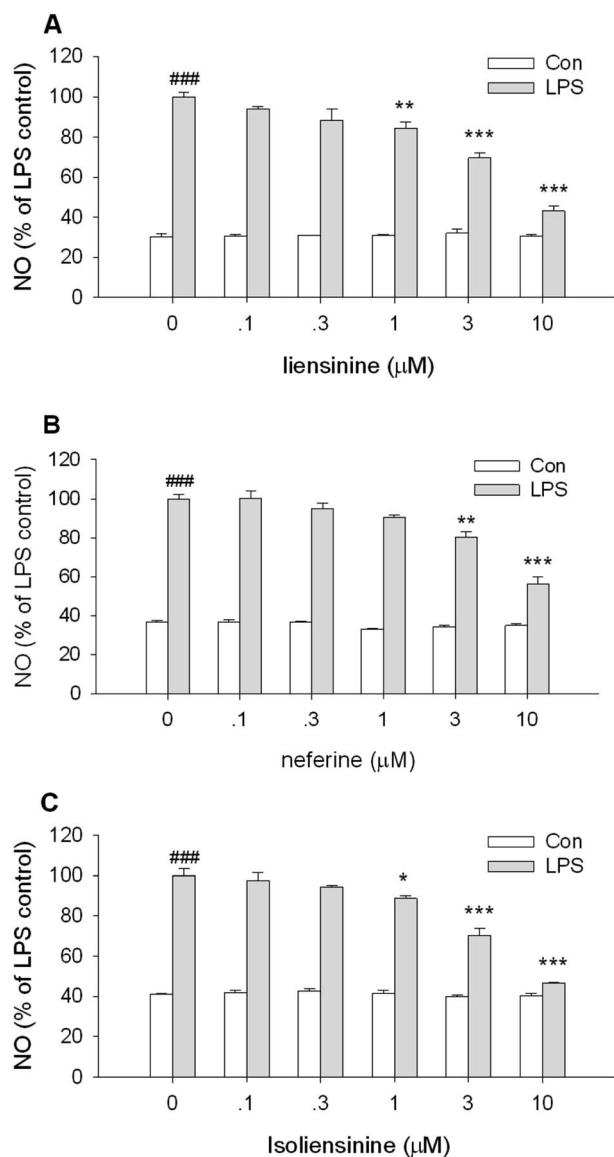 A
NO (% of LPS control)
120
100
80
60
40
20
0
###
**
***
***
Con
LPS
0 .1 .3 1 3 10
liensinine (µM)
B
NO (% of LPS control)
120
100
80
60
40
20
0
###
**
***
Con
LPS
0 .1 .3 1 3 10
neferine (µM)
C
NO (% of LPS control)
120
100
80
60
40
20
0
###
*
***
***
Con
LPS
0 .1 .3 1 3 10
Isoliensinine (µM)